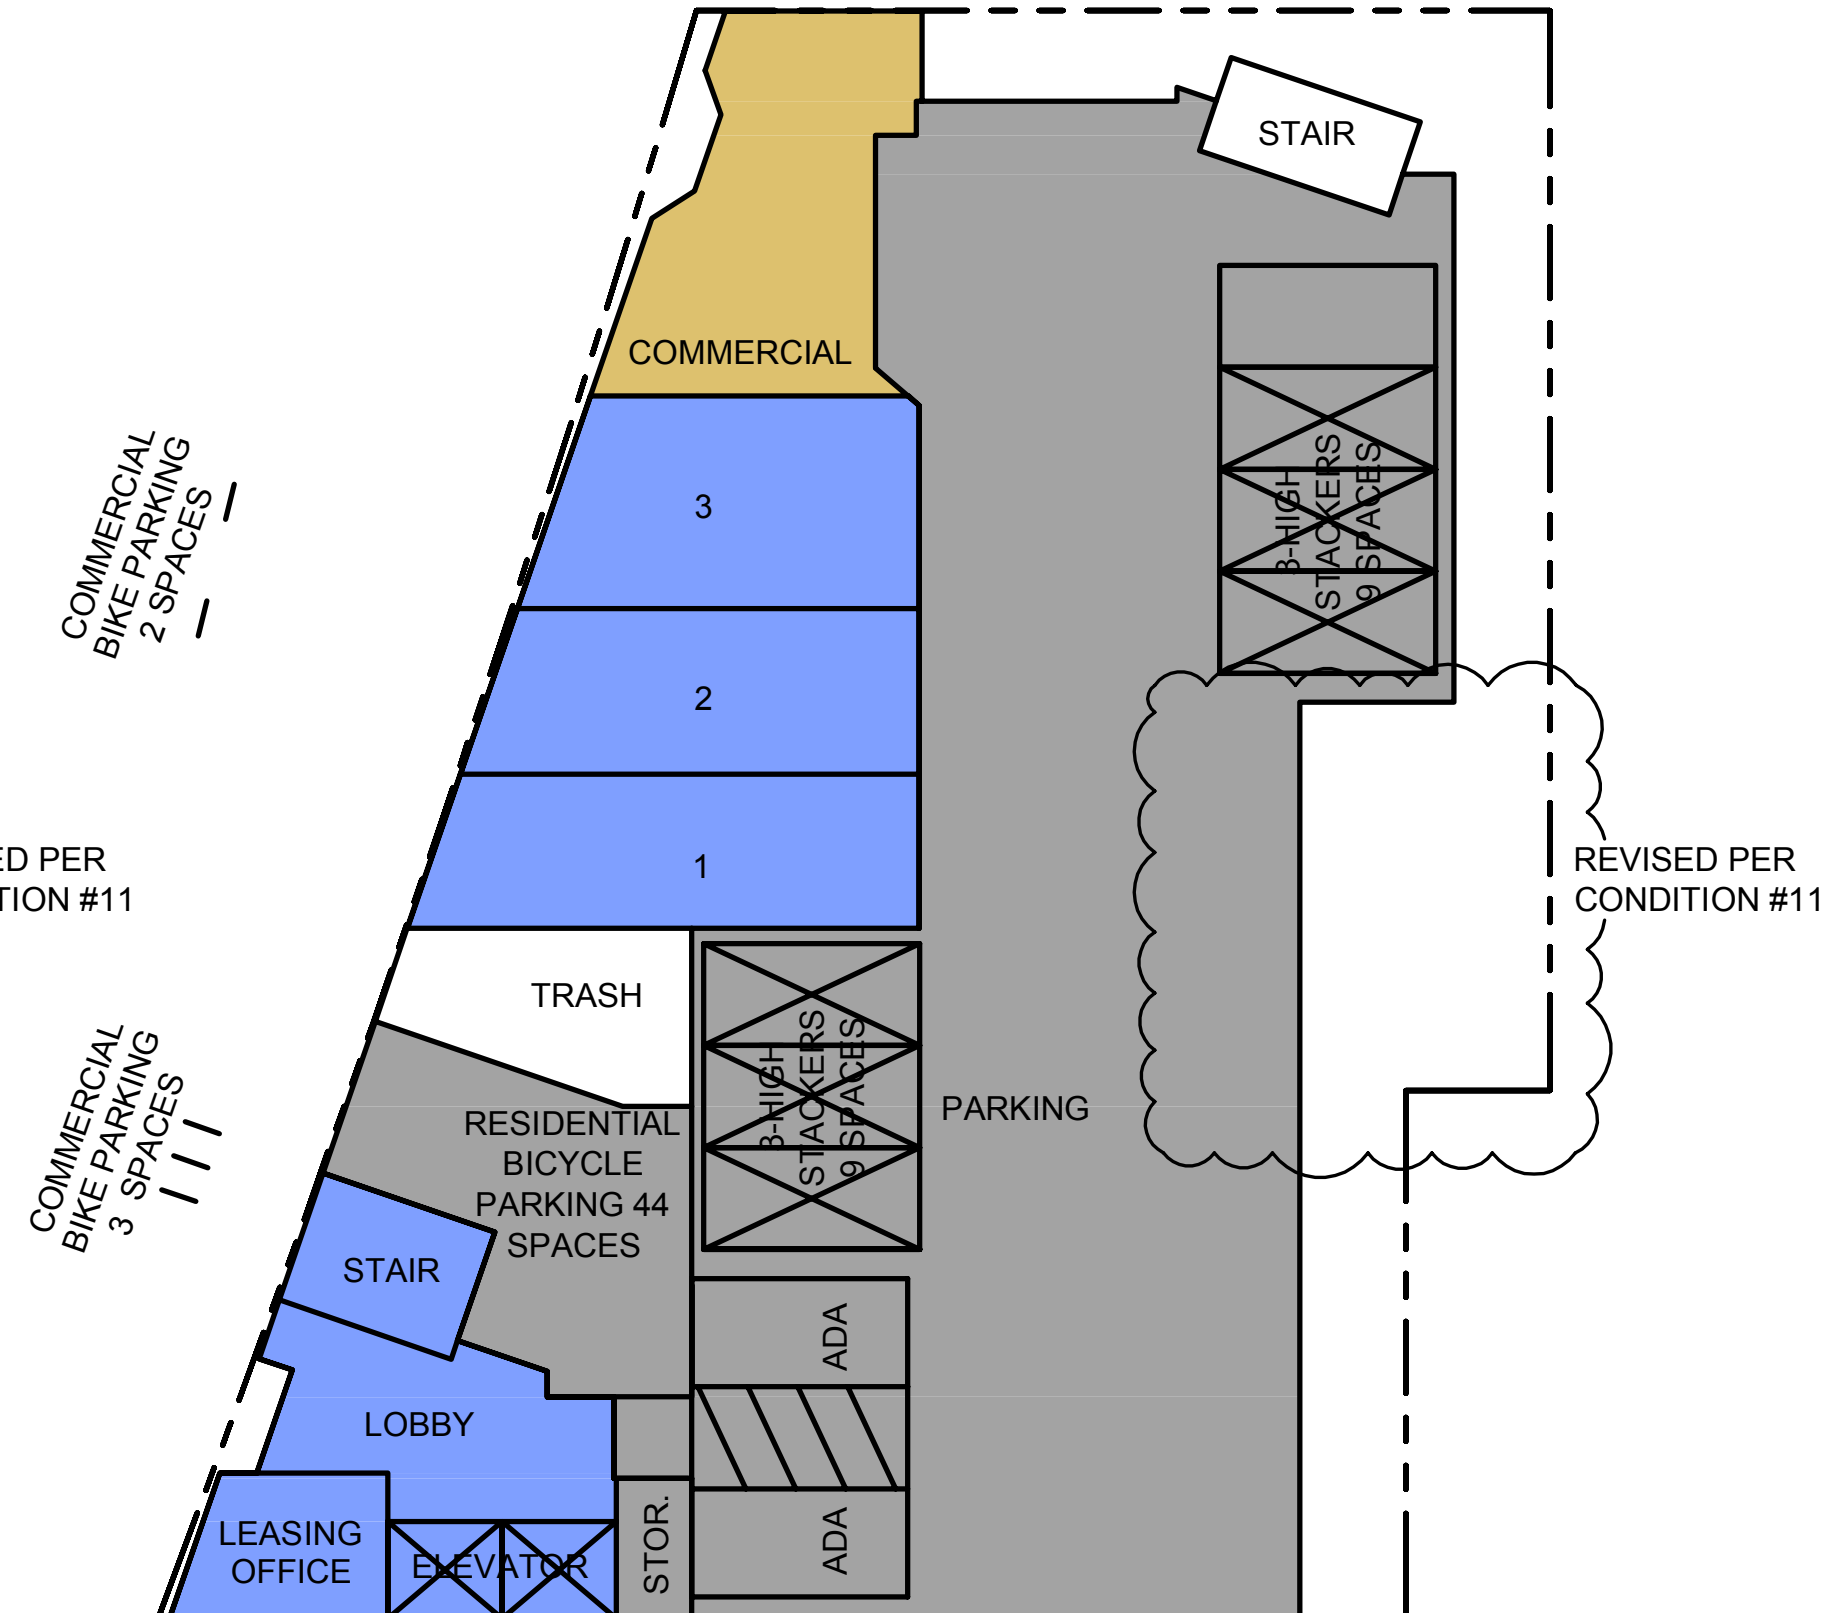 STAIR
COMMERCIAL
3-HIGH
STACKERS
9 SPACES
COMMERCIAL
BIKE PARKING
2 SPACES
3
2
1
ED PER
TION #11
REVISED PER
CONDITION #11
TRASH
COMMERCIAL
BIKE PARKING
3 SPACES
3-HIGH
STACKERS
9 SPACES
PARKING
RESIDENTIAL
BICYCLE
PARKING 44
SPACES
STAIR
ADA
LOBBY
LEASING
OFFICE
ELEVATOR
STOR.
ADA